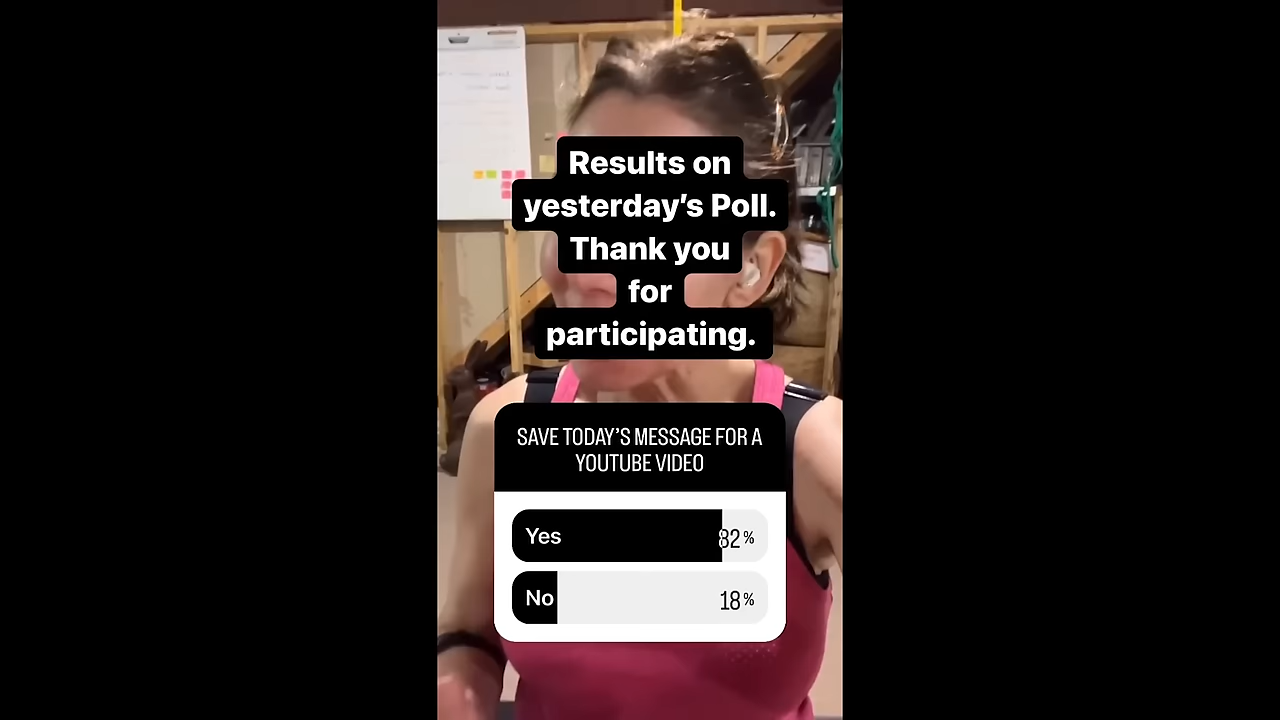 Results on
yesterday's Poll.
Thank you
for
participating.
SAVE TODAY'S MESSAGE FOR A
YOUTUBE VIDEO
Yes
82%
No
18%